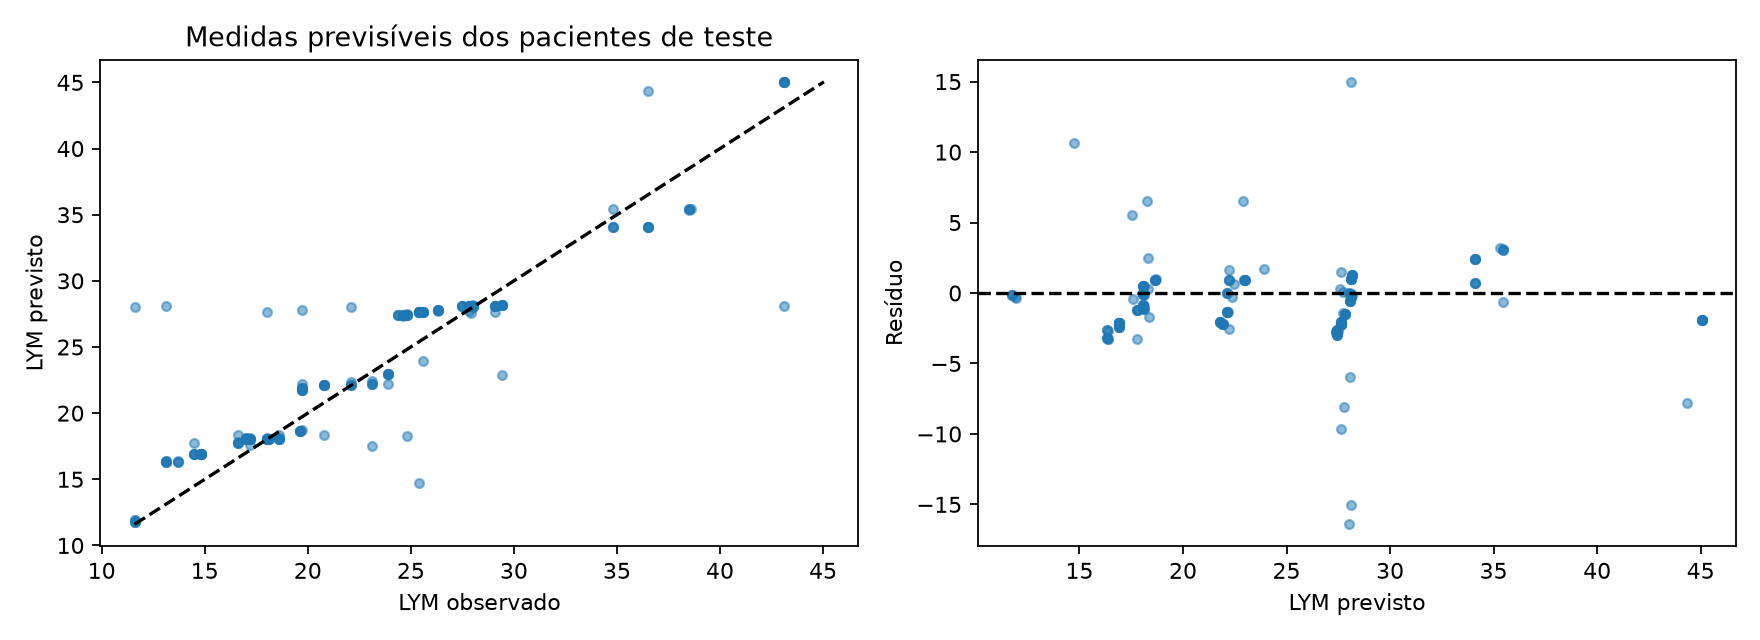 Medidas previsíveis dos pacientes de teste
LYM previsto
45
40
35
30
25
20
15
10
10 15 20 25 30 35 40 45
LYM observado
Resíduo
15
10
5
0
−5
−10
−15
15 20 25 30 35 40 45
LYM previsto